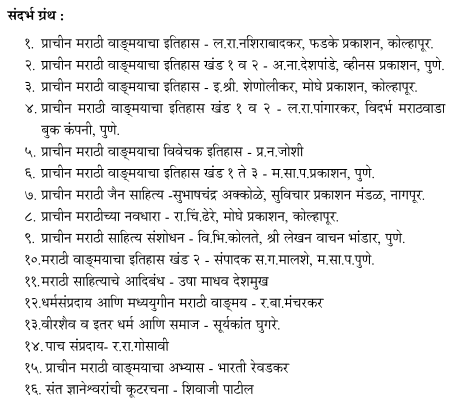 संदर्भ ग्रंथ :
१. प्राचीन मराठी वाङ्मयाचा इतिहास - ल.रा.नशिराबादकर, फडके प्रकाशन, कोल्हापूर.
२. प्राचीन मराठी वाङ्मयाचा इतिहास खंड १ व २ - अ.ना.देशपांडे, व्हीनस प्रकाशन, पुणे.
३. प्राचीन मराठी वाङ्मयाचा इतिहास - इ.श्री. शेणोलीकर, मोघे प्रकाशन, कोल्हापूर.
४. प्राचीन मराठी वाङ्मयाचा इतिहास खंड १ व २ - ल.रा.पांगारकर, विदर्भ मराठवाडा
बुक कंपनी, पुणे.
५. प्राचीन मराठी वाङ्मयाचा विवेचक इतिहास - प्र.न.जोशी
६. प्राचीन मराठी वाङ्मयाचा इतिहास खंड १ ते ३ - म.सा.प.प्रकाशन, पुणे.
७. प्राचीन मराठी जैन साहित्य -सुभाषचंद्र अक्कोळे, सुविचार प्रकाशन मंडळ, नागपूर.
८. प्राचीन मराठीच्या नवधारा - रा.चिं.ढेरे, मोघे प्रकाशन, कोल्हापूर.
९. प्राचीन मराठी साहित्य संशोधन - वि.भि.कोलते, श्री लेखन वाचन भांडार, पुणे.
१०.मराठी वाङ्मयाचा इतिहास खंड २ - संपादक स.ग.मालशे, म.सा.प.पुणे.
११.मराठी साहित्याचे आदिबंध - उषा माधव देशमुख
१२.धर्मसंप्रदाय आणि मध्ययुगीन मराठी वाङ्मय - र.बा.मंचरकर
१३.वीरशैव व इतर धर्म आणि समाज - सूर्यकांत घुगरे.
१४. पाच संप्रदाय- र.रा.गोसावी
१५. प्राचीन मराठी वाङ्मयाचा अभ्यास - भारती रेवडकर
१६. संत ज्ञानेश्वरांची कूटरचना - शिवाजी पाटील